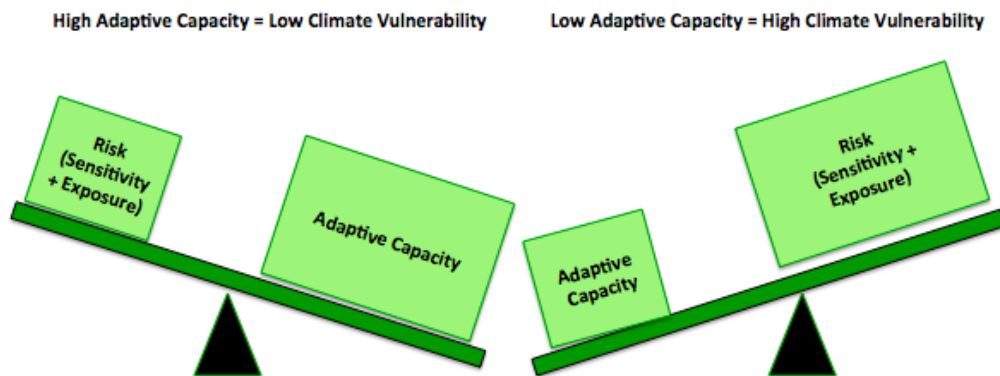 High Adaptive Capacity = Low Climate Vulnerability
Low Adaptive Capacity = High Climate Vulnerability
Risk
(Sensitivity
+ Exposure)
Adaptive Capacity
Adaptive
Capacity
Risk
(Sensitivity +
Exposure)